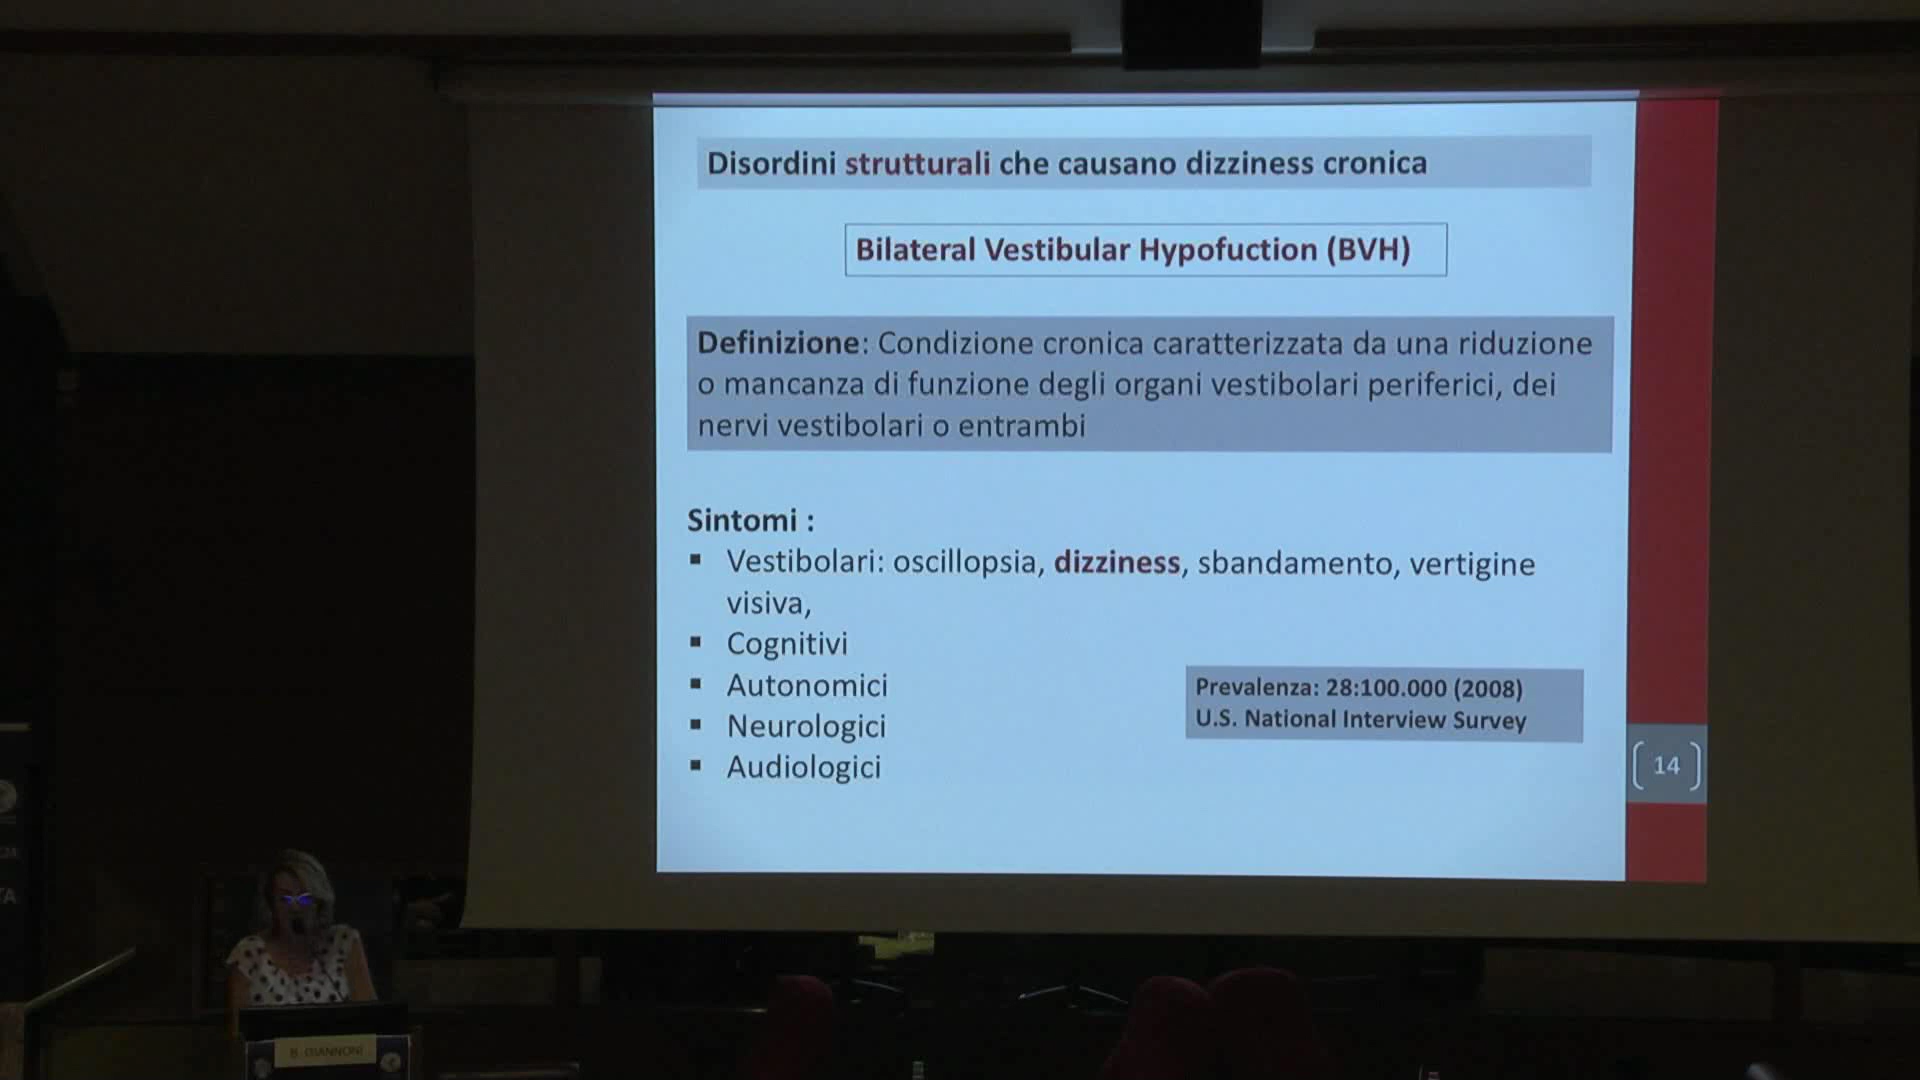 Disordini strutturali che causano dizziness cronica
Bilateral Vestibular Hypofuction (BVH)
Definizione: Condizione cronica caratterizzata da una riduzione
o mancanza di funzione degli organi vestibolari periferici, dei
nervi vestibolari o entrambi
Sintomi :
▪ Vestibolari: oscillopsia, dizziness, sbandamento, vertigine
visiva,
▪ Cognitivi
▪ Autonomici
▪ Neurologici
▪ Audiologici
Prevalenza: 28:100.000 (2008)
U.S. National Interview Survey
14
B. GIANNONI